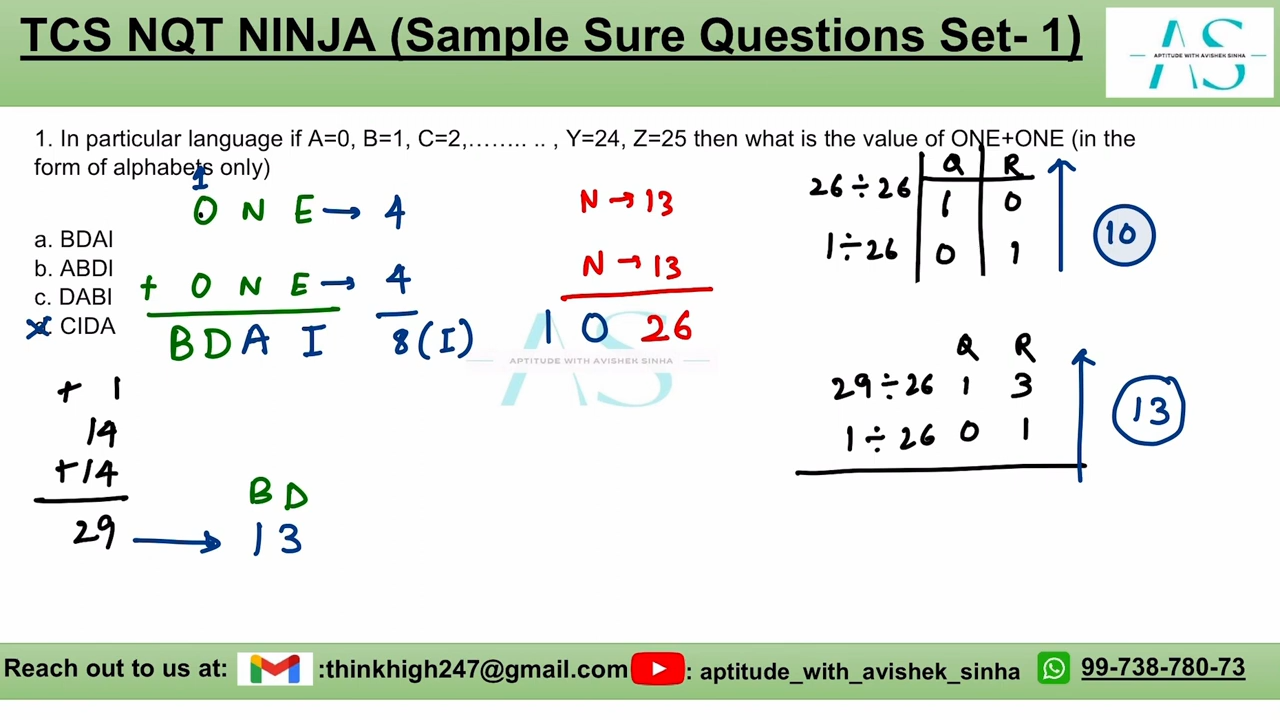 TCS NQT NINJA (Sample Sure Questions Set- 1)
AS
APTITUDE WITH AVISHEK SINHA
1. In particular language if A=0, B=1, C=2,…….. .. , Y=24, Z=25 then what is the value of ONE+ONE (in the
form of alphabets only)
a. BDAI
b. ABDI
c. DABI
CIDA
1
O N E → 4
+ O N E → 4
B D A I 8(I)
N → 13
N → 13
1 0 26
Q R
26 ÷ 26 1 0
1 ÷ 26 0 1
10
Q R
29 ÷ 26 1 3
1 ÷ 26 0 1
13
APTITUDE WITH AVISHEK SINHA
+ 1
14
+14
29 → 13
B D
Reach out to us at: :thinkhigh247@gmail.com : aptitude_with_avishek_sinha 99-738-780-73